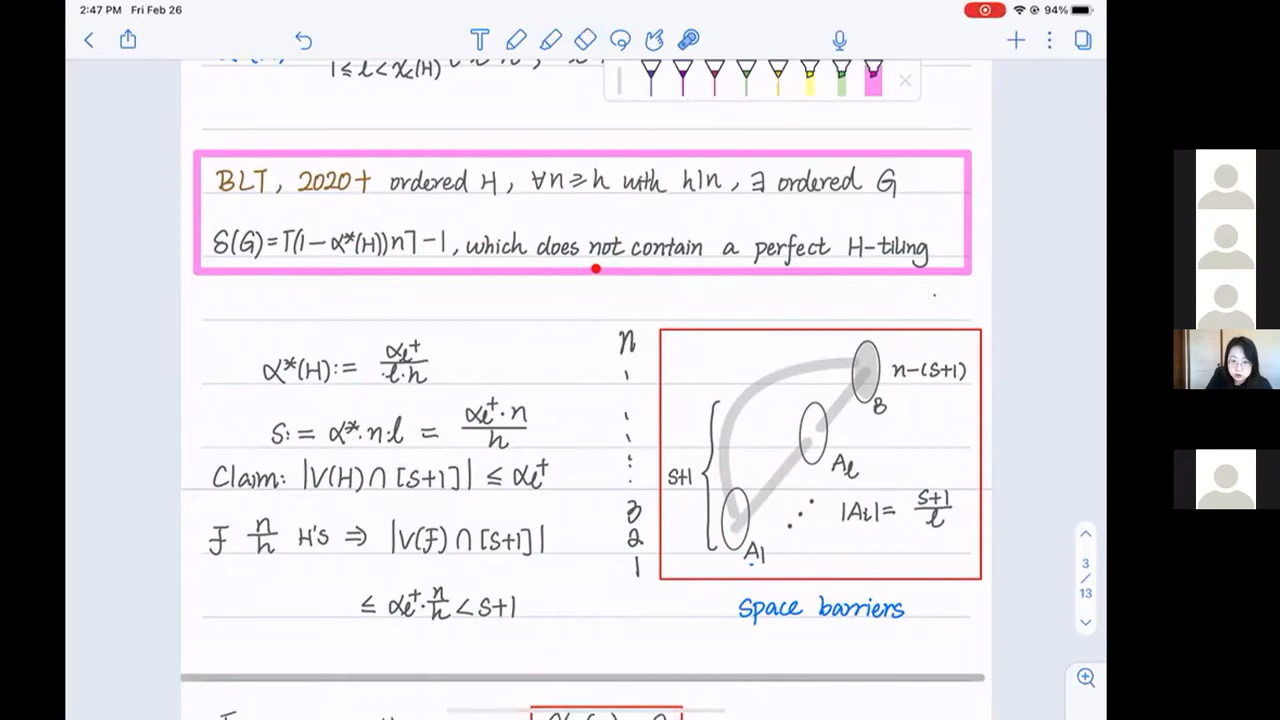 2:47 PM Fri Feb 26
94%
1 ≤ l < χc(H)
BLT, 2020+ ordered H, ∀n ≥ h with h|n, ∃ ordered G
δ(G) = ⌈(1 − α*(H))n⌉ − 1, which does not contain a perfect H-tiling
α*(H) := αl⁺ / l·h
S := α*·n·l = αl⁺·n / h
Claim: |V(H) ∩ [S+1]| ≤ αl⁺
F n/h H's ⇒ |V(F) ∩ [S+1]|
≤ αl⁺ · n/h < S+1
n
3
2
1
n−(S+1)
B
S+1
Al
|Ai| = S+1 / l
A1
Space barriers
3
/
13